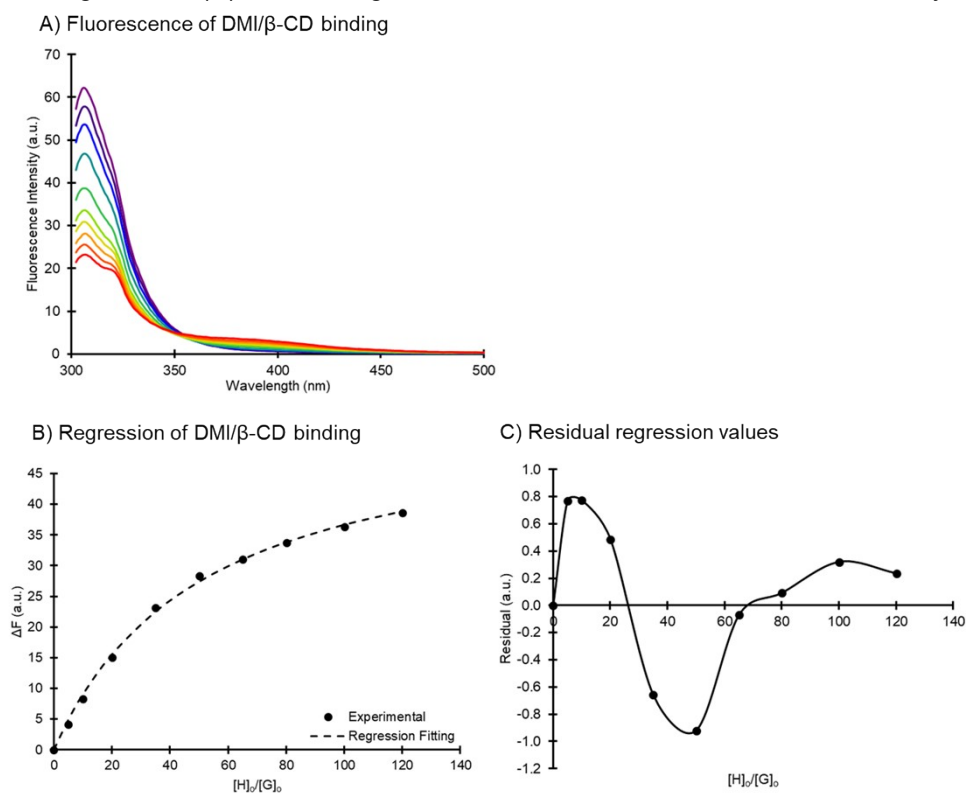 A) Fluorescence of DMI/β-CD binding
70
60
50
40
30
20
10
0
Fluorescence Intensity (a.u.)
300 350 400 450 500
Wavelength (nm)
B) Regression of DMI/β-CD binding
45
40
35
30
25
20
15
10
5
0
ΔF (a.u.)
Experimental
Regression Fitting
0 20 40 60 80 100 120 140
[H]₀/[G]₀
C) Residual regression values
1.0
0.8
0.6
0.4
0.2
0.0
-0.2
-0.4
-0.6
-0.8
-1.0
-1.2
Residual (a.u.)
0 20 40 60 80 100 120 140
[H]₀/[G]₀